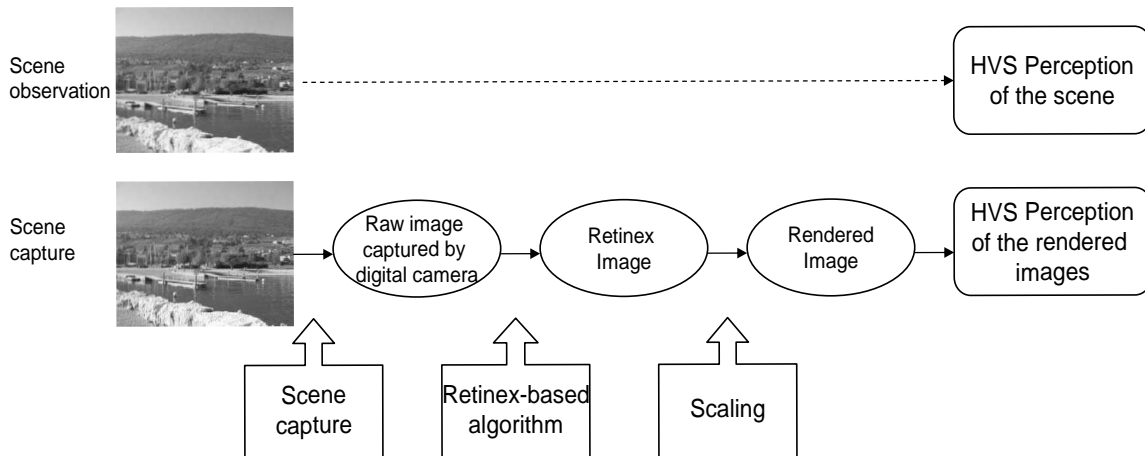 Scene
observation
HVS Perception
of the scene
Scene
capture
Raw image
captured by
digital camera
Retinex
Image
Rendered
Image
HVS Perception
of the rendered
images
Scene
capture
Retinex-based
algorithm
Scaling